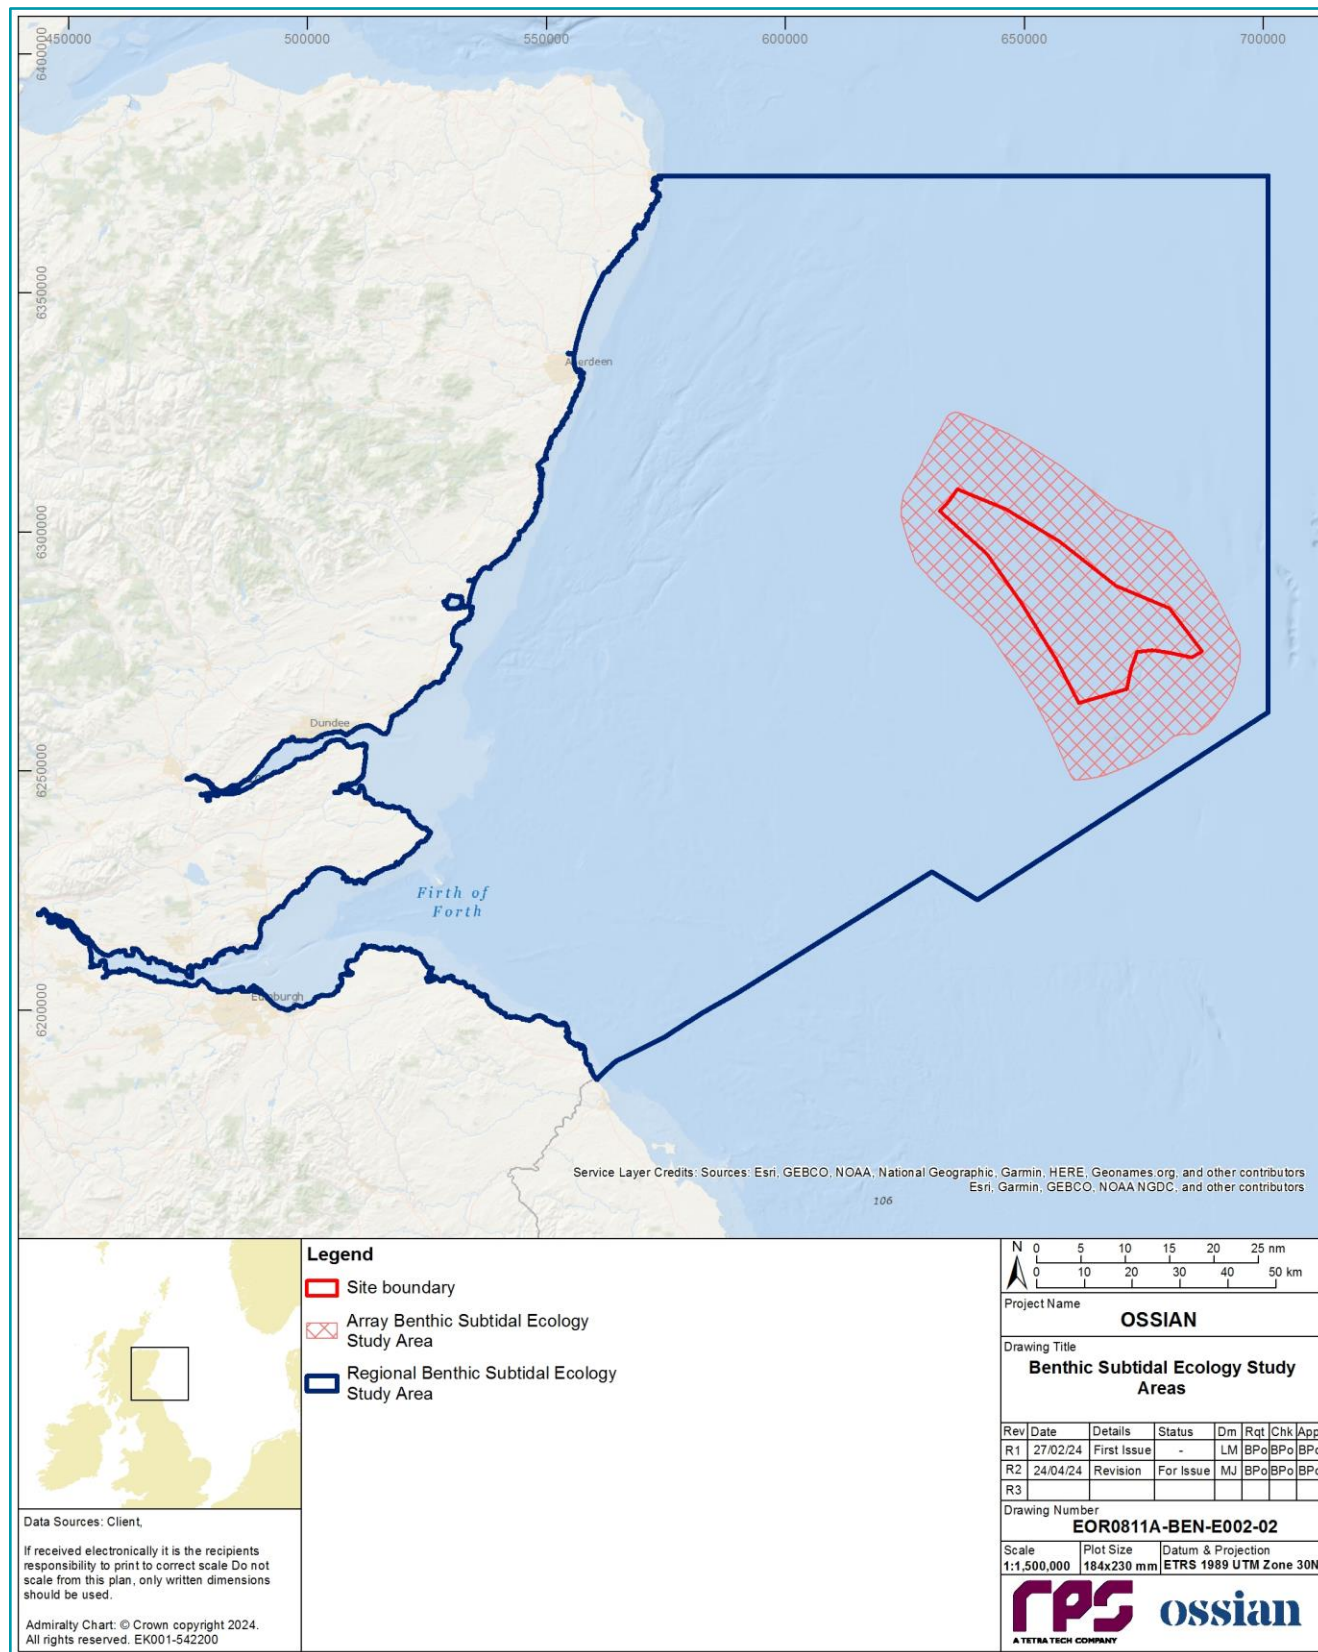 450000 500000 550000 600000 650000 700000
6400000
6350000
6300000
6250000
6200000
Aberdeen
Dundee
Firth of
Forth
Edinburgh
Service Layer Credits: Sources: Esri, GEBCO, NOAA, National Geographic, Garmin, HERE, Geonames.org, and other contributors
Esri, Garmin, GEBCO, NOAA NGDC, and other contributors
106
Legend
Site boundary
Array Benthic Subtidal Ecology
Study Area
Regional Benthic Subtidal Ecology
Study Area
Data Sources: Client,
If received electronically it is the recipients
responsibility to print to correct scale Do not
scale from this plan, only written dimensions
should be used.
Admiralty Chart: © Crown copyright 2024.
All rights reserved. EK001-542200
N 0 5 10 15 20 25 nm
0 10 20 30 40 50 km
Project Name
OSSIAN
Drawing Title
Benthic Subtidal Ecology Study
Areas
Rev Date Details Status Dm Rqt Chk App
R1 27/02/24 First Issue - LM BPo BPo BPo
R2 24/04/24 Revision For Issue MJ BPo BPo BPo
R3
Drawing Number
EOR0811A-BEN-E002-02
Scale Plot Size Datum & Projection
1:1,500,000 184x230 mm ETRS 1989 UTM Zone 30N
rps ossian
A TETRA TECH COMPANY